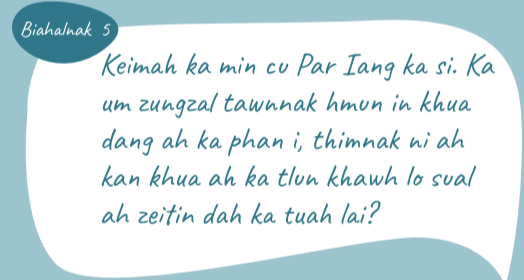 Biahalnak 5
Keimah ka min cu Par Iang ka si. Ka
um zungzal tawnnak hmun in khua
dang ah ka phan i, thimnak ni ah
kan khua ah ka tlun khawh lo sual
ah zeitin dah ka tuah lai?